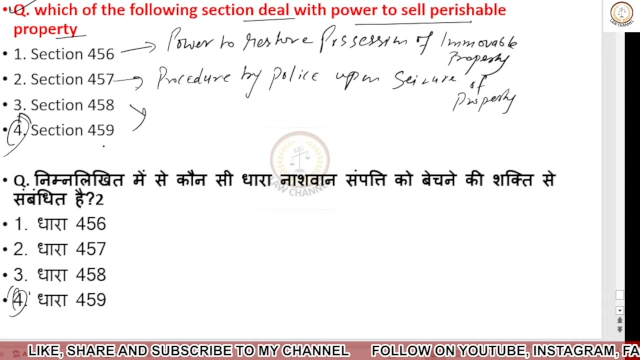 Q. which of the following section deal with power to sell perishable
property
• 1. Section 456 → Power to restore Possession of Immovable
Property
• 2. Section 457 → Procedure by Police upon Seizure of
Property
• 3. Section 458
• 4. Section 459
LAW CHANNEL
• Q. निम्नलिखित में से कौन सी धारा नाशवान संपत्ति को बेचने की शक्ति से
संबंधित है?2
• 1. धारा 456
• 2. धारा 457
• 3. धारा 458
• 4. धारा 459
LIKE, SHARE AND SUBSCRIBE TO MY CHANNEL FOLLOW ON YOUTUBE, INSTAGRAM, FA